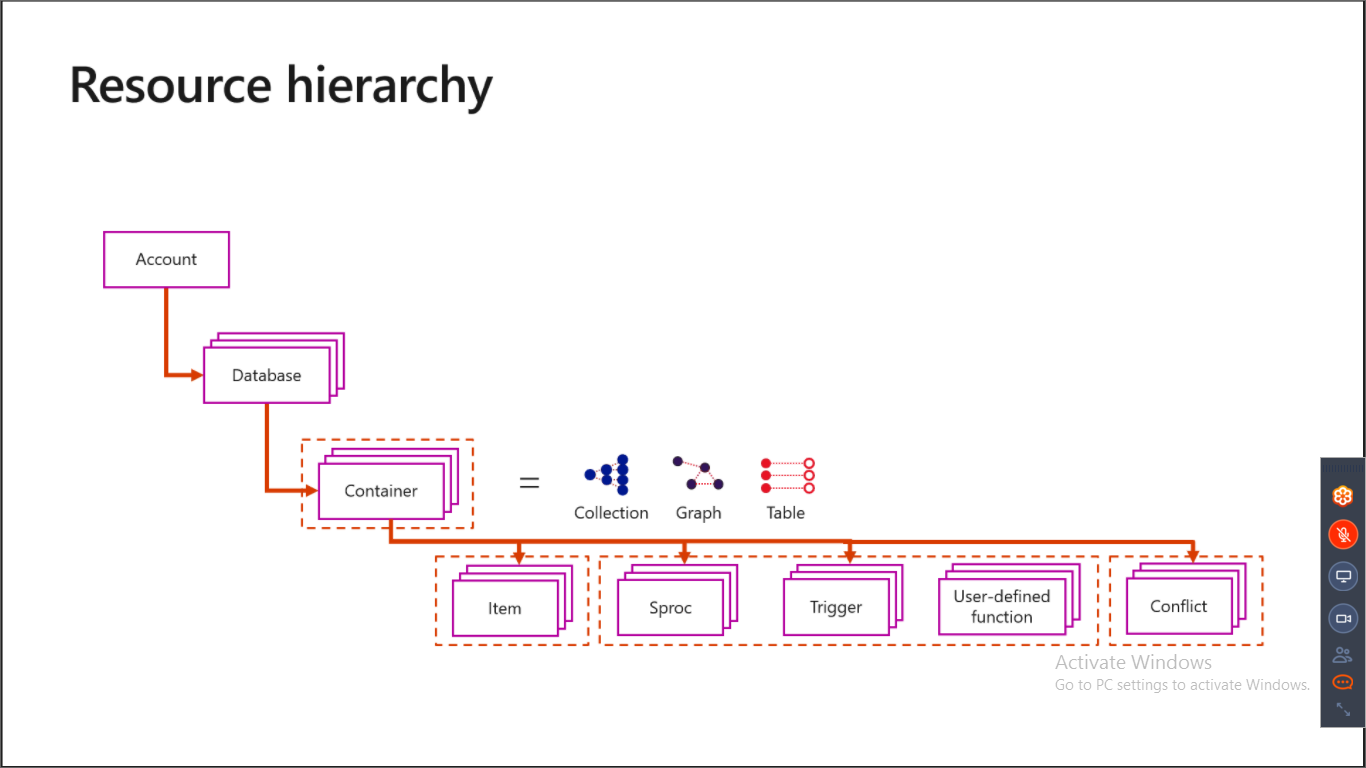 Resource hierarchy
Account
Database
Container
=
Collection
Graph
Table
Item
Sproc
Trigger
User-defined
function
Conflict
Activate Windows
Go to PC settings to activate Windows.